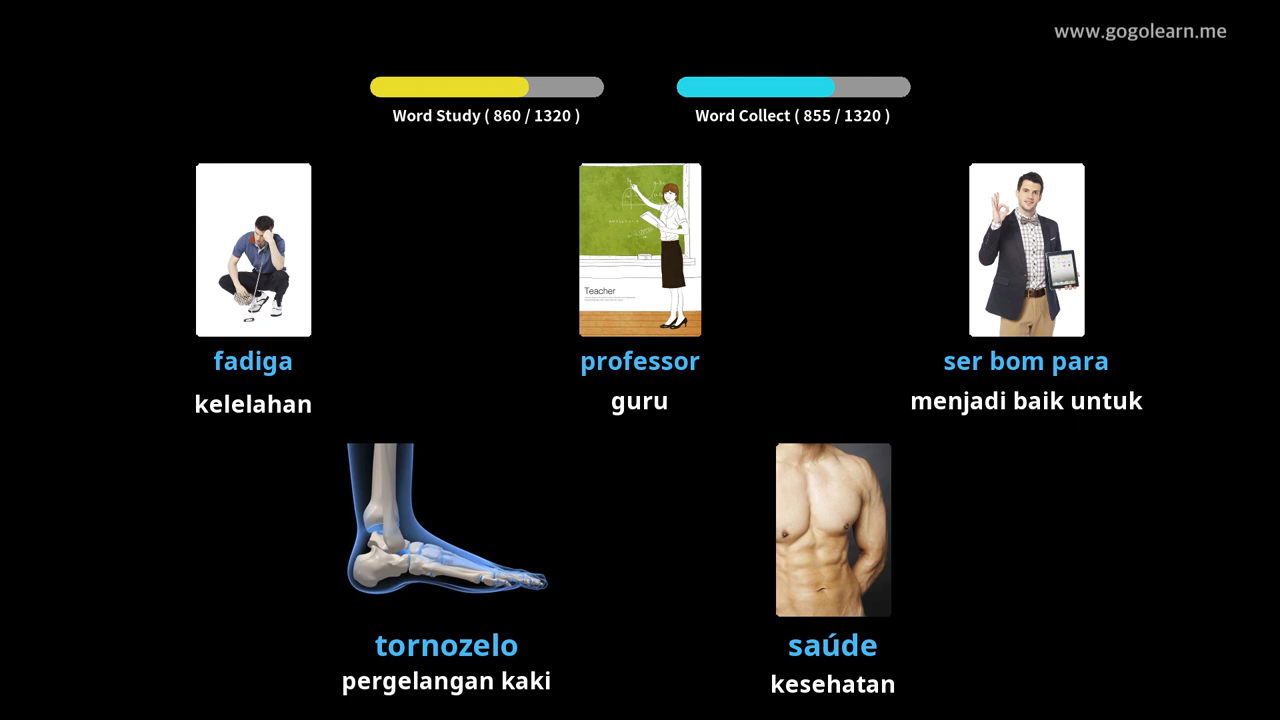 www.gogolearn.me
Word Study ( 860 / 1320 )
Word Collect ( 855 / 1320 )
Teacher
fadiga
professor
ser bom para
kelelahan
guru
menjadi baik untuk
tornozelo
saúde
pergelangan kaki
kesehatan